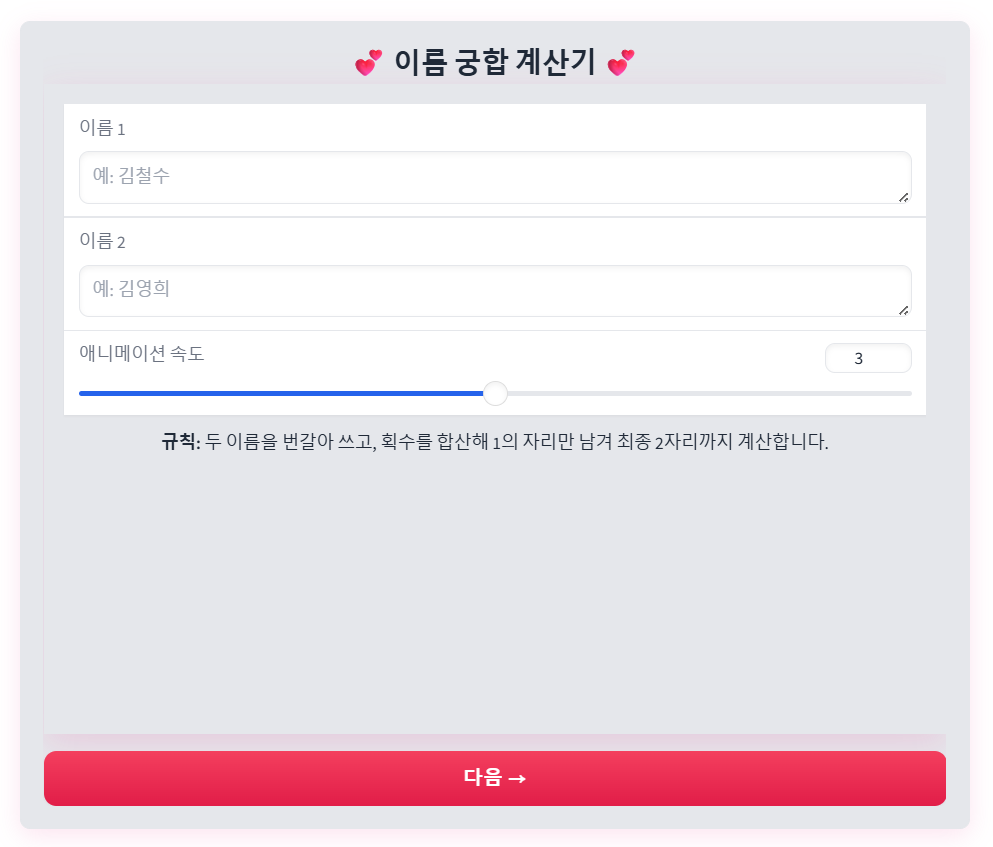 💕 이름 궁합 계산기 💕
이름 1
예: 김철수
이름 2
예: 김영희
애니메이션 속도
3
규칙: 두 이름을 번갈아 쓰고, 획수를 합산해 1의 자리만 남겨 최종 2자리까지 계산합니다.
다음 →